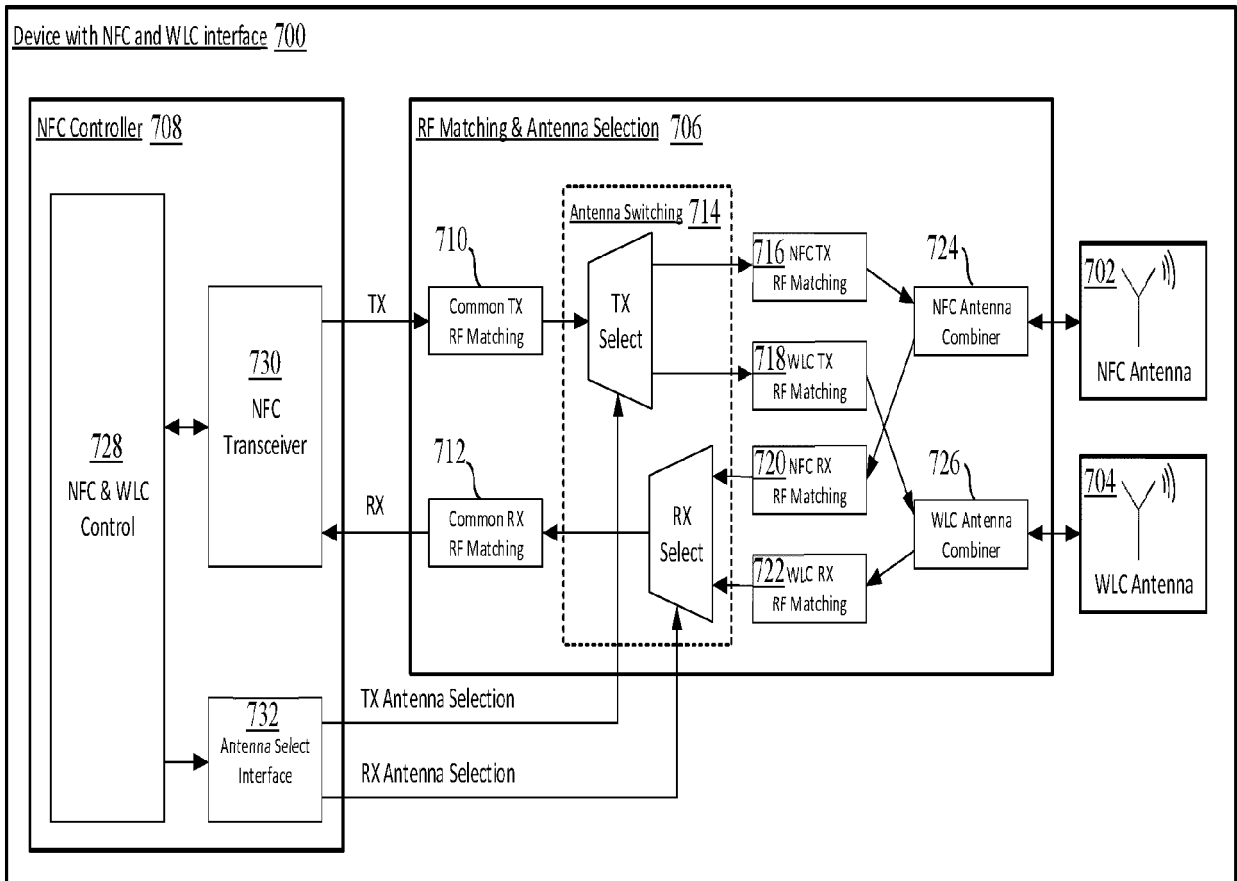 Device with NFC and WLC interface 700
NFC Controller 708
RF Matching & Antenna Selection 706
Antenna Switching 714
710
Common TX
RF Matching
TX
Select
716 NFC TX
RF Matching
724
NFC Antenna
Combiner
702
NFC Antenna
TX
730
NFC
Transceiver
718 WLC TX
RF Matching
728
NFC & WLC
Control
712
Common RX
RF Matching
RX
RX
Select
720 NFC RX
RF Matching
726
WLC Antenna
Combiner
704
WLC Antenna
722 WLC RX
RF Matching
732
Antenna Select
Interface
TX Antenna Selection
RX Antenna Selection